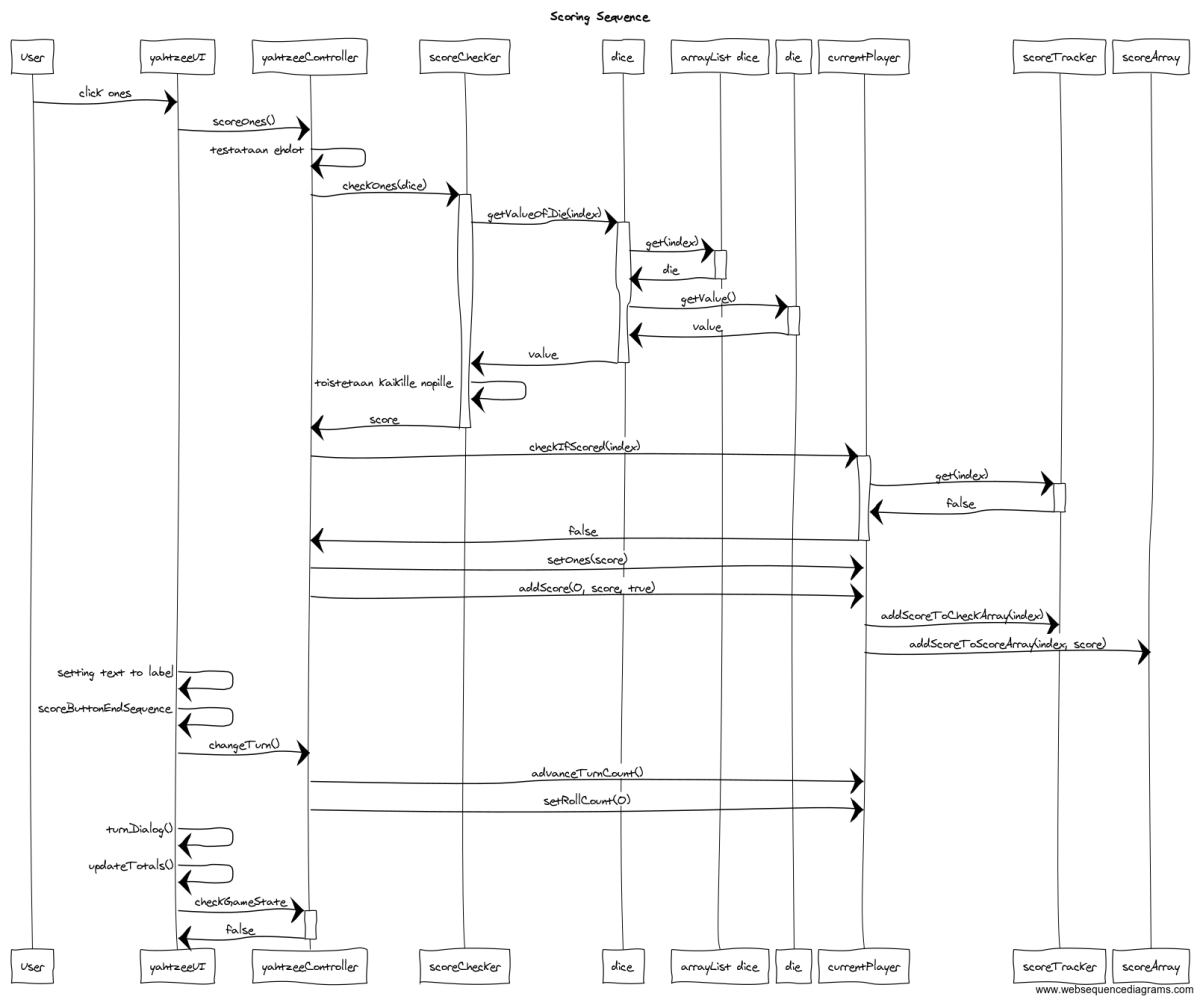 Scoring Sequence
User
yahtzeeUI
yahtzeeController
scoreChecker
dice
arrayList dice
die
currentPlayer
scoreTracker
scoreArray
click ones
scoreOnes()
testataan ehdot
checkOnes(dice)
getValueOfDie(index)
get(index)
die
getValue()
value
value
toistetaan kaikille nopille
score
checkIfScored(index)
get(index)
false
false
setOnes(score)
addScore(0, score, true)
addScoreToCheckArray(index)
addScoreToScoreArray(index, score)
setting text to label
scoreButtonEndSequence
changeTurn()
advanceTurnCount()
setRollCount(0)
turnDialog()
updateTotals()
checkGameState
false
User
yahtzeeUI
yahtzeeController
scoreChecker
dice
arrayList dice
die
currentPlayer
scoreTracker
scoreArray
www.websequencediagrams.com